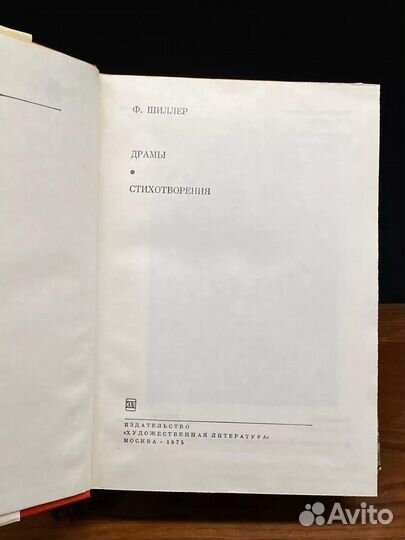 Ф. ШИЛЛЕР
ДРАМЫ
•
СТИХОТВОРЕНИЯ
ИЗДАТЕЛЬСТВО
«ХУДОЖЕСТВЕННАЯ ЛИТЕРАТУРА»
МОСКВА • 1975
Avito